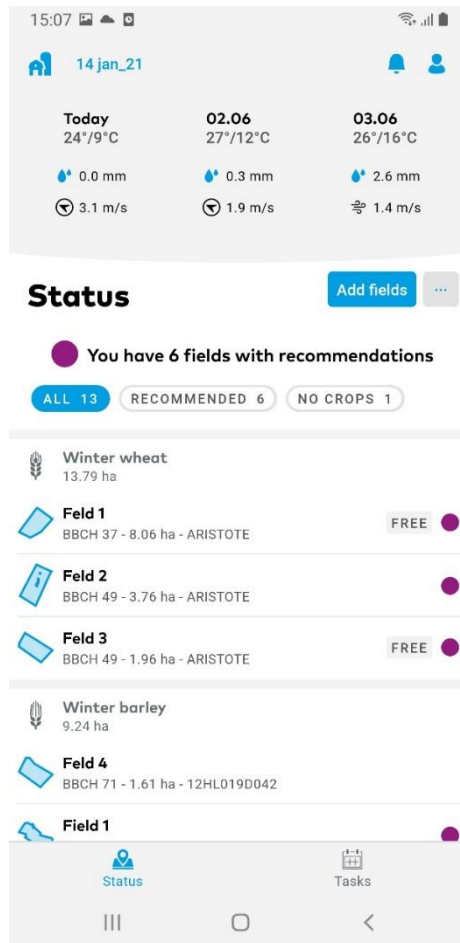 15:07
14 jan_21
Today 02.06 03.06
24°/9°C 27°/12°C 26°/16°C
0.0 mm 0.3 mm 2.6 mm
3.1 m/s 1.9 m/s 1.4 m/s
Status Add fields ...
You have 6 fields with recommendations
ALL 13 RECOMMENDED 6 NO CROPS 1
Winter wheat
13.79 ha
Feld 1
BBCH 37 - 8.06 ha - ARISTOTE FREE
Feld 2
BBCH 49 - 3.76 ha - ARISTOTE
Feld 3
BBCH 49 - 1.96 ha - ARISTOTE FREE
Winter barley
9.24 ha
Feld 4
BBCH 71 - 1.61 ha - 12HL019D042
Field 1
Status Tasks